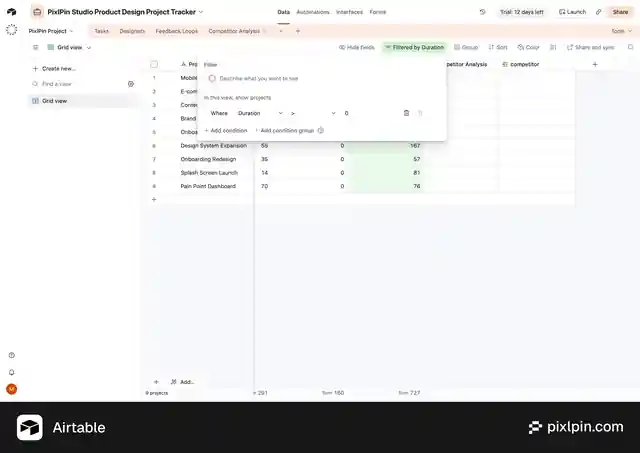 PixlPin Studio Product Design Project Tracker
Data Automations Interfaces Forms
Trial: 12 days left Launch Share
PixlPin Project Tasks Designers Feedback Loops Competitor Analysis
Grid view
Hide fields Filtered by Duration Group Sort Color Share and sync
Create new...
Find a view
Grid view
Filter
Describe what you want to see
In this view, show projects
Where Duration > 0
+ Add condition + Add condition group
competitor
1 Mobile
2 E-com
3 Conte
4 Brand
5 Onboa
6 Design System Expansion 55 0 167
7 Onboarding Redesign 35 0 57
8 Splash Screen Launch 14 0 81
Pain Point Dashboard 70 0 76
+
+ Add...
9 projects
291 Sum 160 Sum 727
M
Airtable
pixlpin.com